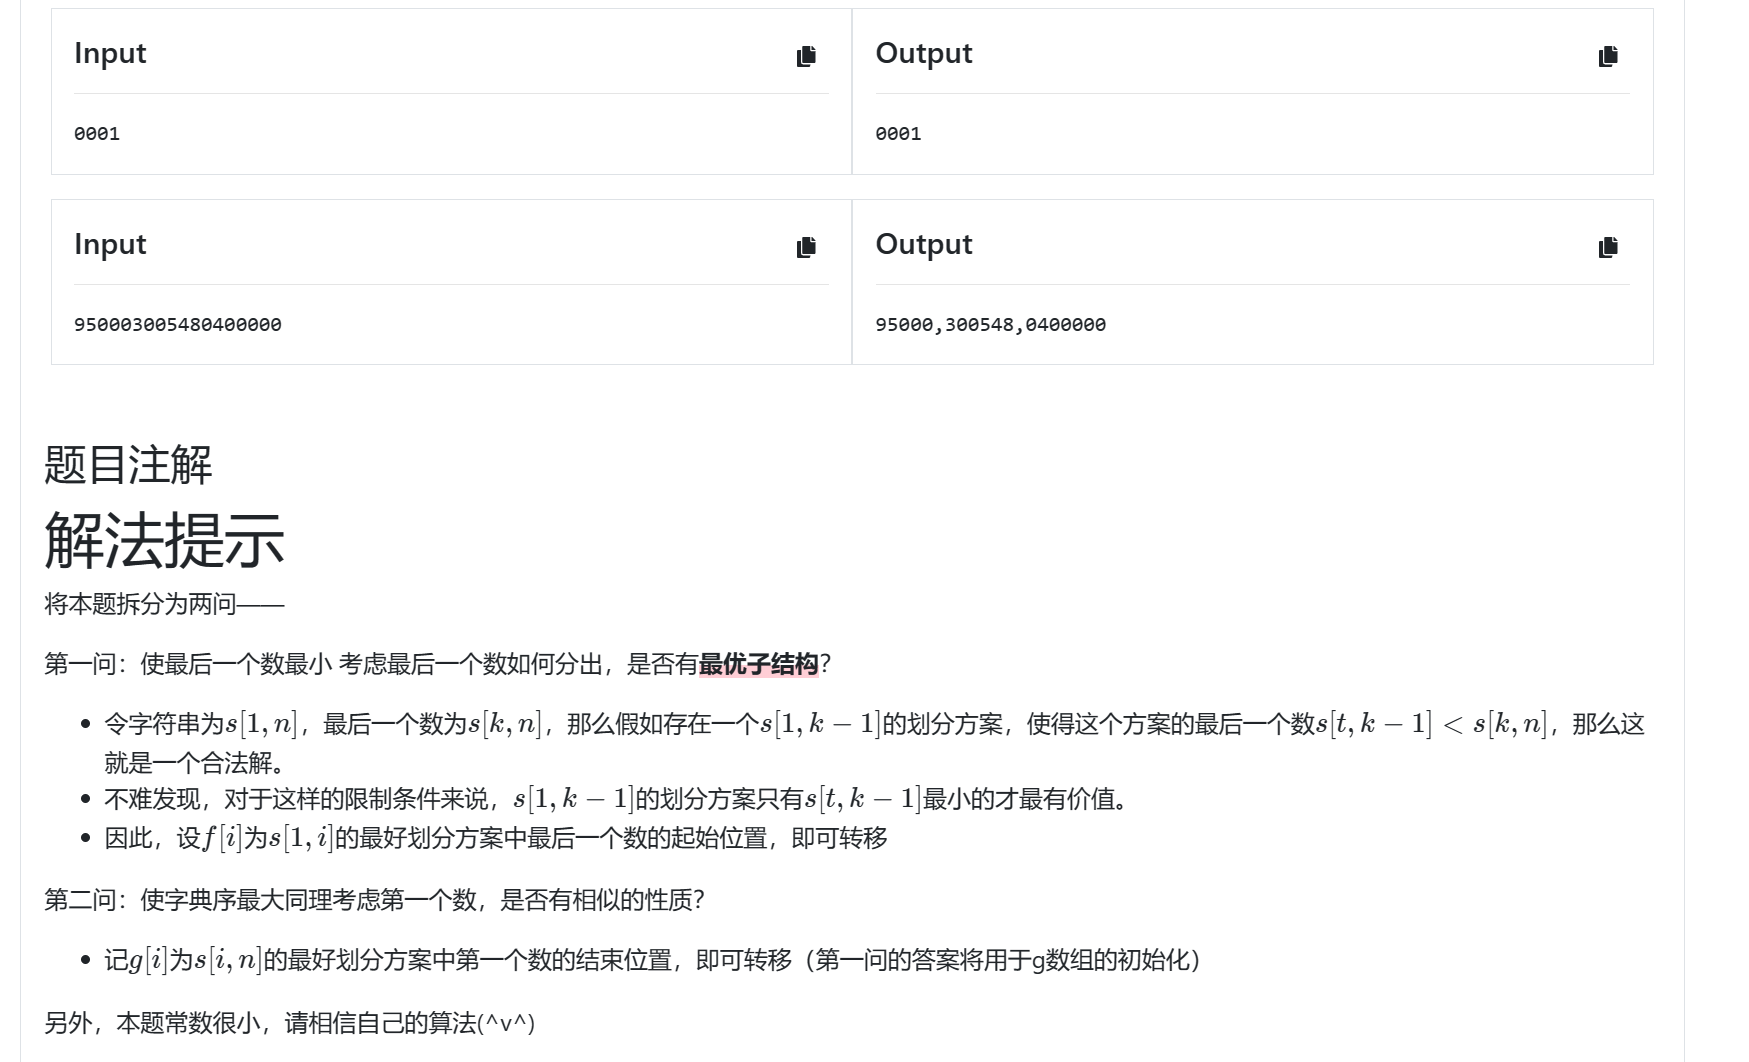 Input
Output
0001
0001
Input
Output
950003005480400000
95000,300548,0400000
题目注解
解法提示
将本题拆分为两问——
第一问：使最后一个数最小 考虑最后一个数如何分出，是否有最优子结构？
令字符串为s[1, n]，最后一个数为s[k, n]，那么假如存在一个s[1, k − 1]的划分方案，使得这个方案的最后一个数s[t, k − 1] < s[k, n]，那么这
就是一个合法解。
不难发现，对于这样的限制条件来说，s[1, k − 1]的划分方案只有s[t, k − 1]最小的才最有价值。
因此，设f[i]为s[1, i]的最好划分方案中最后一个数的起始位置，即可转移
第二问：使字典序最大同理考虑第一个数，是否有相似的性质？
记g[i]为s[i, n]的最好划分方案中第一个数的结束位置，即可转移（第一问的答案将用于g数组的初始化）
另外，本题常数很小，请相信自己的算法(^v^)